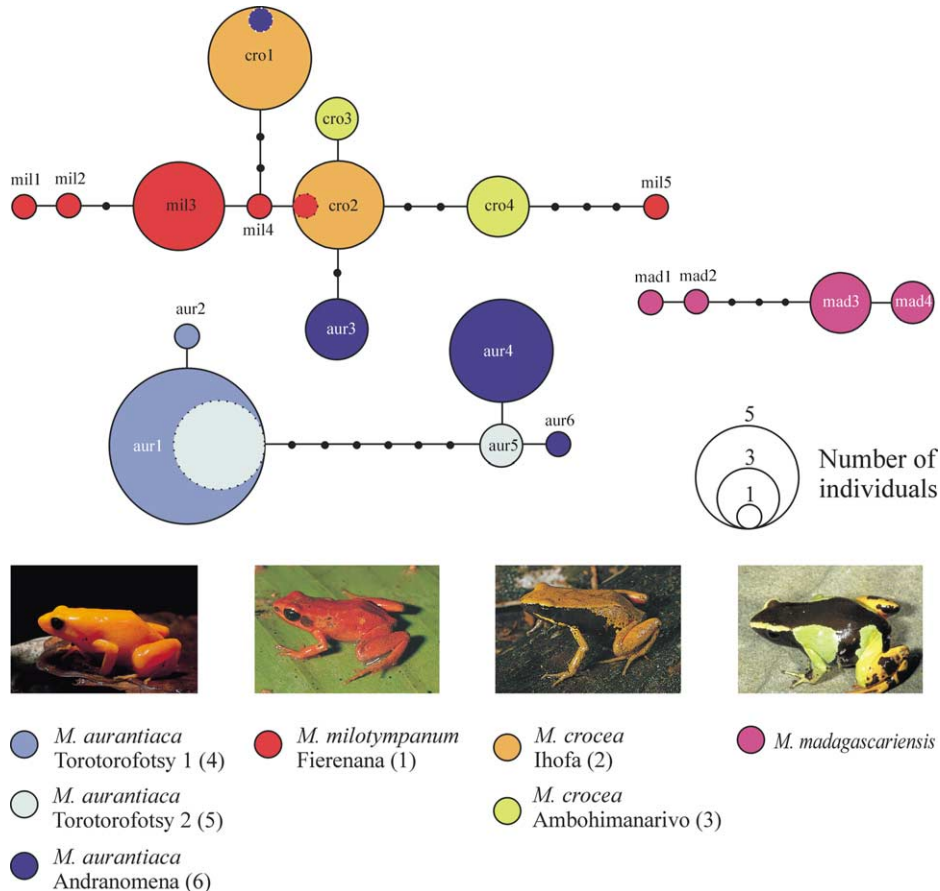 cro1
cro3
mil1
mil2
mil3
mil4
cro2
cro4
mil5
mad1
mad2
mad3
mad4
aur2
aur3
aur4
aur1
aur5
aur6
5
3
1
Number of
individuals
M. aurantiaca
Torotorofotsy 1 (4)
M. aurantiaca
Torotorofotsy 2 (5)
M. aurantiaca
Andranomena (6)
M. milotympanum
Fierenana (1)
M. crocea
Ihofa (2)
M. crocea
Ambohimanarivo (3)
M. madagascariensis